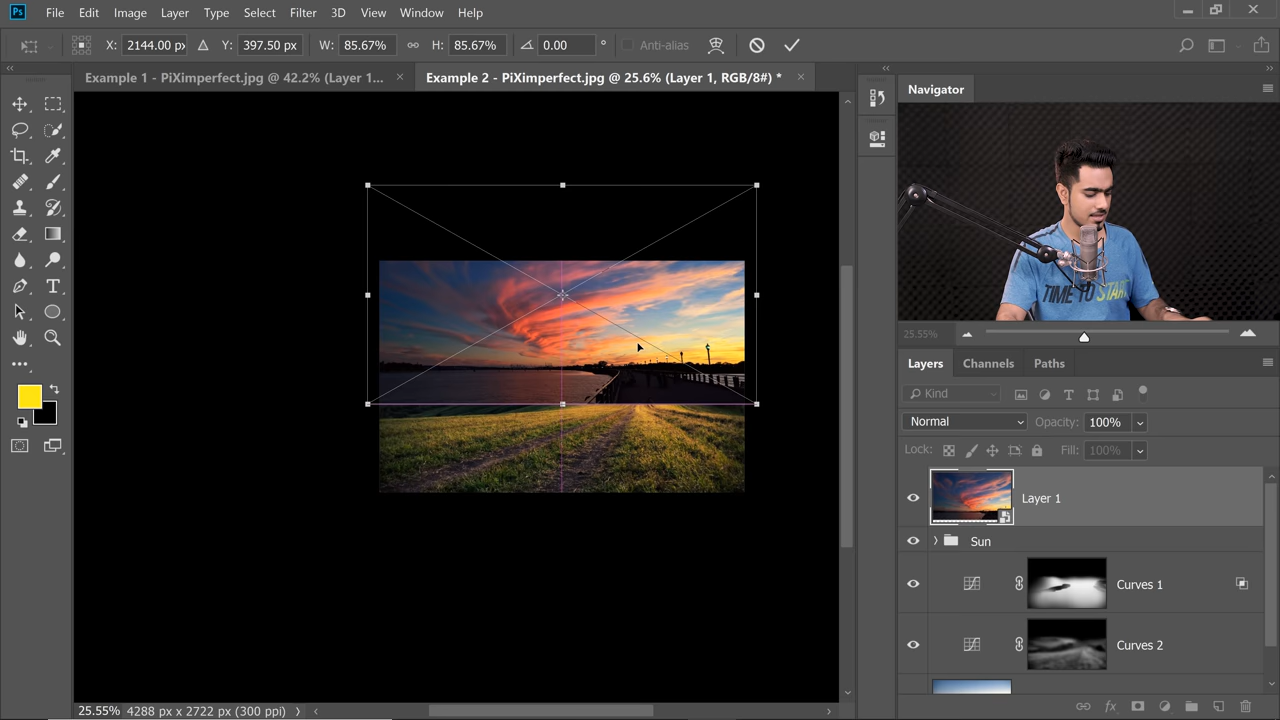 Ps File Edit Image Layer Type Select Filter 3D View Window Help
X: 2144.00 px Y: 397.50 px W: 85.67% H: 85.67% 0.00 ° Anti-alias
Example 1 - PiXimperfect.jpg @ 42.2% (Layer 1... × Example 2 - PiXimperfect.jpg @ 25.6% (Layer 1, RGB/8#) * ×
Navigator
TIME TO START
25.55%
Layers Channels Paths
Kind
Normal Opacity: 100%
Lock: Fill: 100%
Layer 1
Sun
Curves 1
Curves 2
25.55% 4288 px x 2722 px (300 ppi)
fx